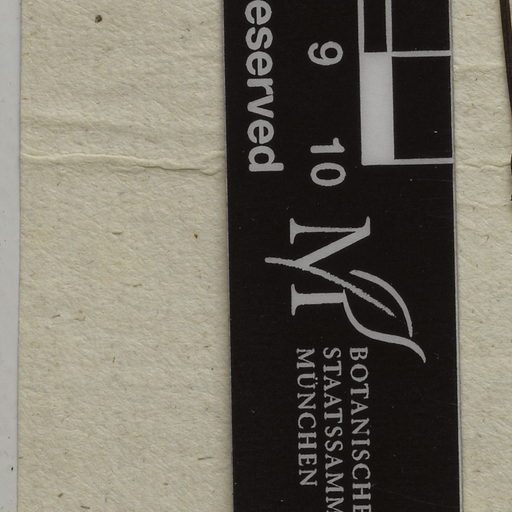 eserved
9 10
M
BOTANISCHE
STAATSSAMM
MÜNCHEN